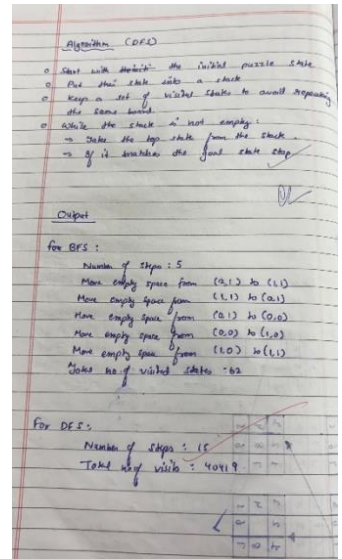 Algorithm (DFS)
o Start with the initi the initial puzzle state
o Put this state into a stack
o Keep a set of visited states to avoid repeating
the same board
o While the stack is not empty:
→ Take the top state from the stack.
→ If it matches the goal state stop
Output
For BFS :
Number of steps : 5
Move empty space from (0,1) to (1,1)
Move empty space from (1,1) to (0,1)
Move empty space from (0,1) to (0,0)
Move empty space from (0,0) to (1,0)
Move empty space from (1,0) to (1,1)
Total no. of visited states : 62
For DFS :
Number of steps : 15
Total no of visits : 40419